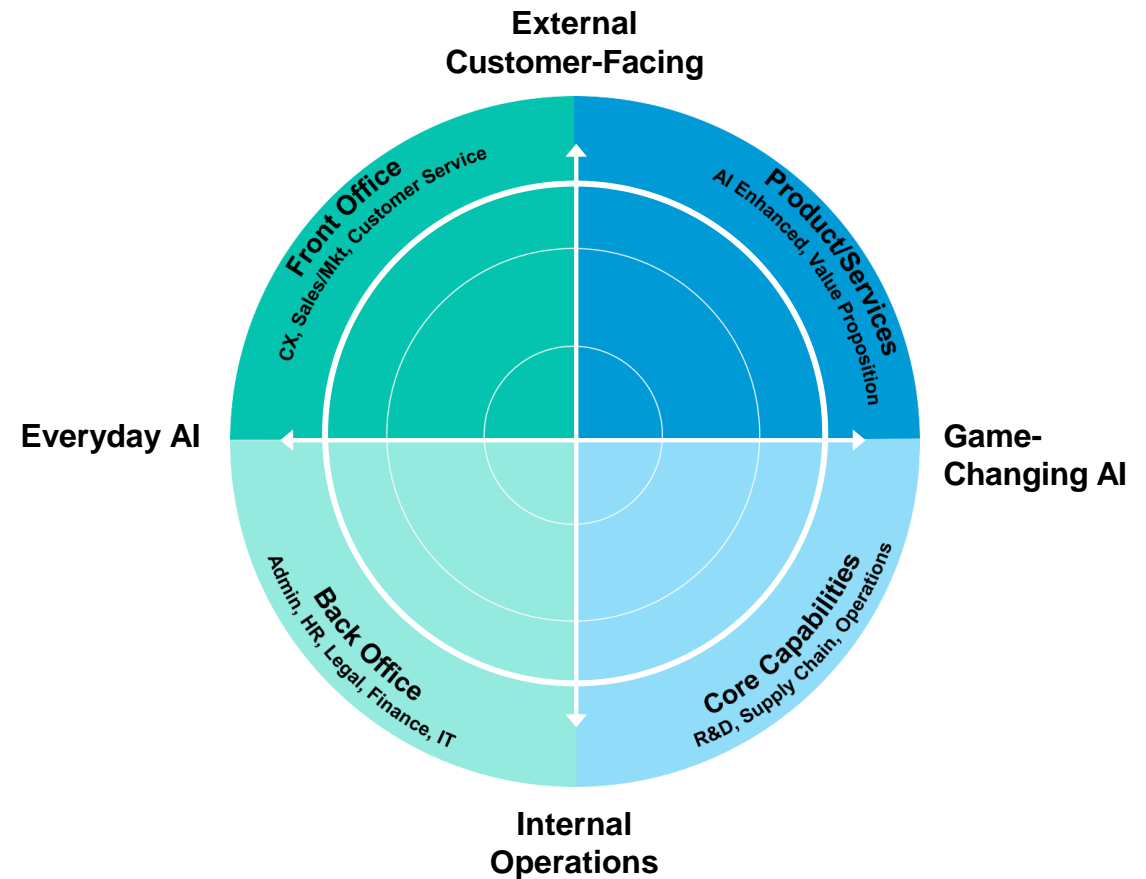 External
Customer-Facing
Front Office
CX, Sales/Mkt, Customer Service
Product/Services
AI Enhanced, Value Proposition
Everyday AI
Game-
Changing AI
Back Office
Admin, HR, Legal, Finance, IT
Core Capabilities
R&D, Supply Chain, Operations
Internal
Operations